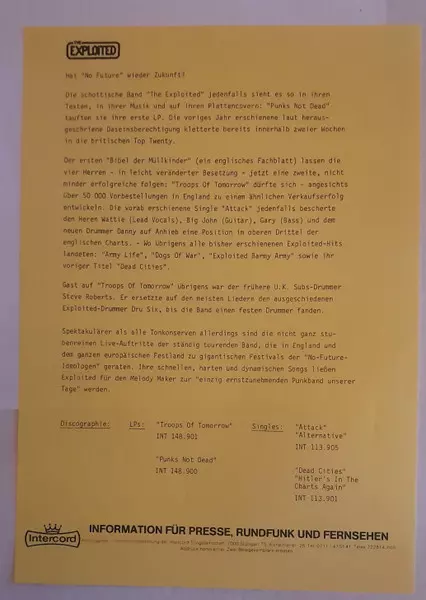 THE
EXPLOITED
Hat "No Future" wieder Zukunft?
Die schottische Band "The Exploited" jedenfalls sieht es so in ihren
Texten, in ihrer Musik und auf ihren Plattencovern: "Punks Not Dead"
tauften sie ihre erste LP. Die voriges Jahr erschienene laut heraus-
geschriene Daseinsberechtigung kletterte bereits innerhalb zweier Wochen
in die britischen Top Twenty.
Der ersten "Bibel der Müllkinder" (ein englisches Fachblatt) lassen die
vier Herren - in leicht veränderter Besetzung - jetzt eine zweite, nicht
minder erfolgreiche folgen: "Troops Of Tomorrow" dürfte sich - angesichts
über 50 000 Vorbestellungen in England zu einem ähnlichen Verkaufserfolg
entwickeln. Die vorab erschienene Single "Attack" jedenfalls bescherte
den Heren Wattie (Lead Vocals), Big John (Guitar), Gary (Bass) und dem
neuen Drummer Danny auf Anhieb eine Position im oberen Drittel der
englischen Charts. - Wo übrigens alle bisher erschienenen Exploited-Hits
landeten: "Army Life", "Dogs Of War", "Exploited Barmy Army" sowie ihr
voriger Titel "Dead Cities".
Gast auf "Troops Of Tomorrow" übrigens war der frühere U.K. Subs-Drummer
Steve Roberts. Er ersetzte auf den meisten Liedern den ausgeschiedenen
Exploited-Drummer Dru Six, bis die Band einen festen Drummer fanden.
Spektakulärer als alle Tonkonserven allerdings sind die nicht ganz stu-
benreinen Live-Auftritte der ständig tourenden Band, die in England und
dem ganzen europäischen Festland zu gigantischen Festivals der "No-Future-
Ideologen" geraten. Ihre schnellen, harten und dynamischen Songs ließen
Exploited für den Melody Maker zur "einzig ernstzunehmenden Punkband unserer
Tage" werden.
Discographie: LPs: "Troops Of Tomorrow" Singles: "Attack"
"Alternative"
INT 148.901 INT 113.905
"Punks Not Dead" "Dead Cities"
INT 148.900 "Hitler's In The
Charts Again"
INT 113.901
Intercord
INFORMATION FÜR PRESSE, RUNDFUNK UND FERNSEHEN